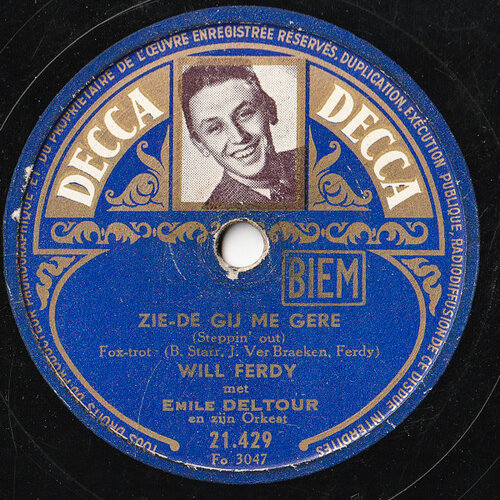 TOUS DROITS DU PRODUCTEUR PHONOGRAPHIQUE ET DU PROPRIETAIRE DE L'ŒUVRE ENREGISTRÉE RÉSERVÉS, DUPLICATION, EXÉCUTION PUBLIQUE, RADIODIFFUSION DE CE DISQUE INTERDITES
DECCA DECCA
BIEM
ZIE-DE GIJ ME GERE
(Steppin' out)
Fox-trot - (B. Starr, J. Ver Braeken, Ferdy)
WILL FERDY
met
EMILE DELTOUR
en zijn Orkest
21.429
Fo 3047